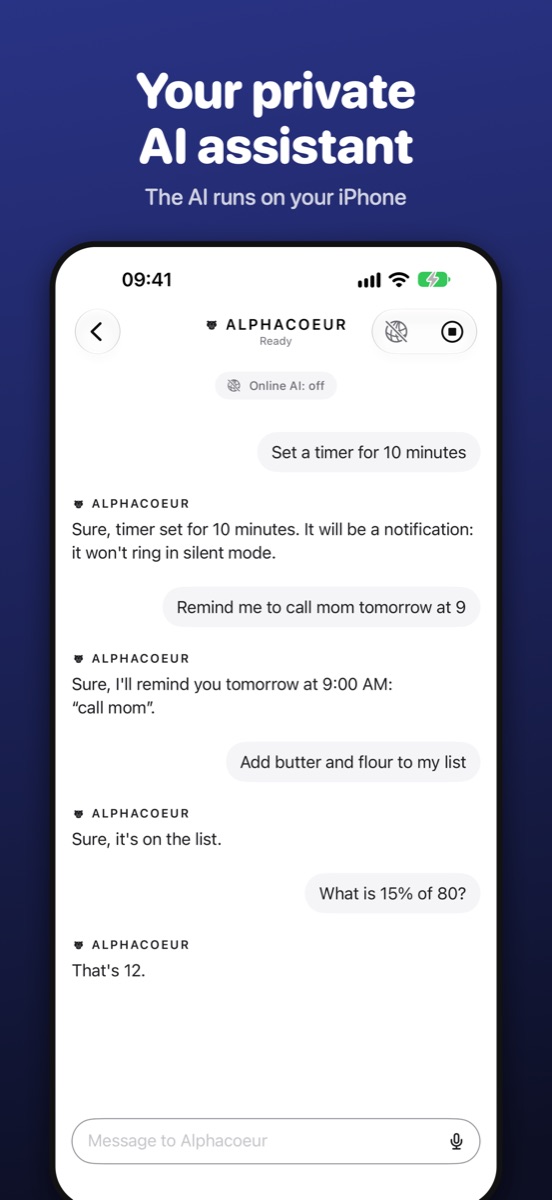 Your private
AI assistant
The AI runs on your iPhone
09:41
ALPHACOEUR
Ready
Online AI: off
Set a timer for 10 minutes
ALPHACOEUR
Sure, timer set for 10 minutes. It will be a notification:
it won't ring in silent mode.
Remind me to call mom tomorrow at 9
ALPHACOEUR
Sure, I'll remind you tomorrow at 9:00 AM:
“call mom”.
Add butter and flour to my list
ALPHACOEUR
Sure, it's on the list.
What is 15% of 80?
ALPHACOEUR
That's 12.
Message to Alphacoeur